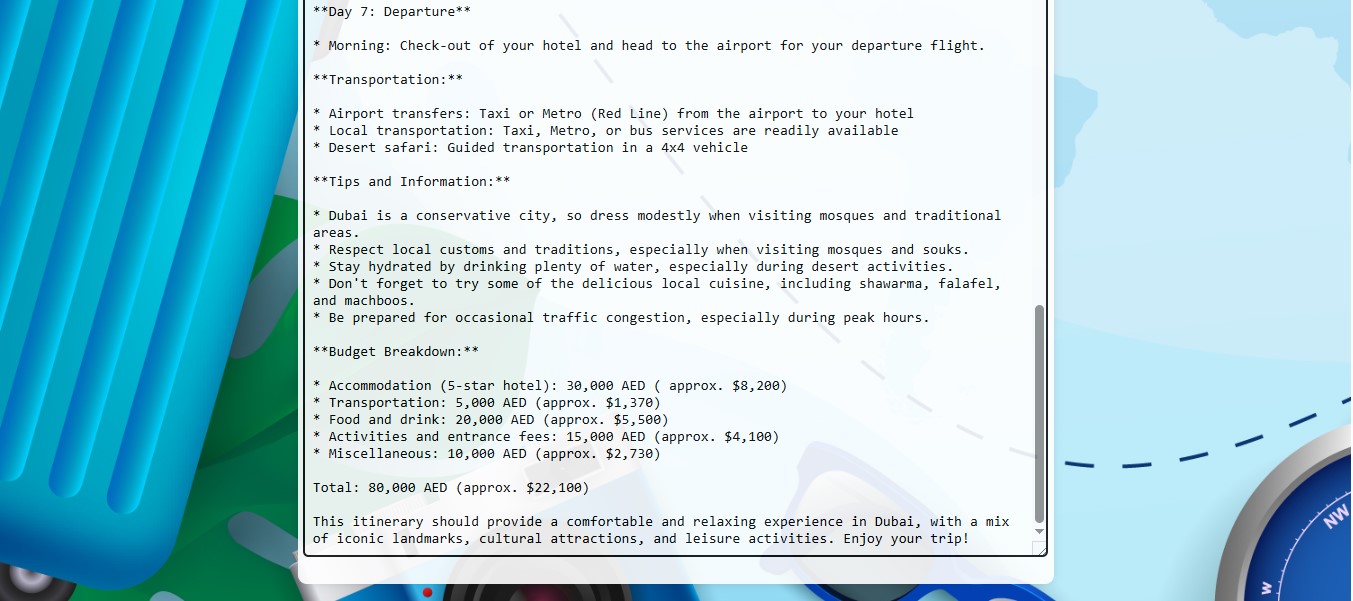 **Day 7: Departure**
* Morning: Check-out of your hotel and head to the airport for your departure flight.
**Transportation:**
* Airport transfers: Taxi or Metro (Red Line) from the airport to your hotel
* Local transportation: Taxi, Metro, or bus services are readily available
* Desert safari: Guided transportation in a 4x4 vehicle
**Tips and Information:**
* Dubai is a conservative city, so dress modestly when visiting mosques and traditional
areas.
* Respect local customs and traditions, especially when visiting mosques and souks.
* Stay hydrated by drinking plenty of water, especially during desert activities.
* Don't forget to try some of the delicious local cuisine, including shawarma, falafel,
and machboos.
* Be prepared for occasional traffic congestion, especially during peak hours.
**Budget Breakdown:**
* Accommodation (5-star hotel): 30,000 AED ( approx. $8,200)
* Transportation: 5,000 AED (approx. $1,370)
* Food and drink: 20,000 AED (approx. $5,500)
* Activities and entrance fees: 15,000 AED (approx. $4,100)
* Miscellaneous: 10,000 AED (approx. $2,730)
Total: 80,000 AED (approx. $22,100)
This itinerary should provide a comfortable and relaxing experience in Dubai, with a mix
of iconic landmarks, cultural attractions, and leisure activities. Enjoy your trip!
NW
W